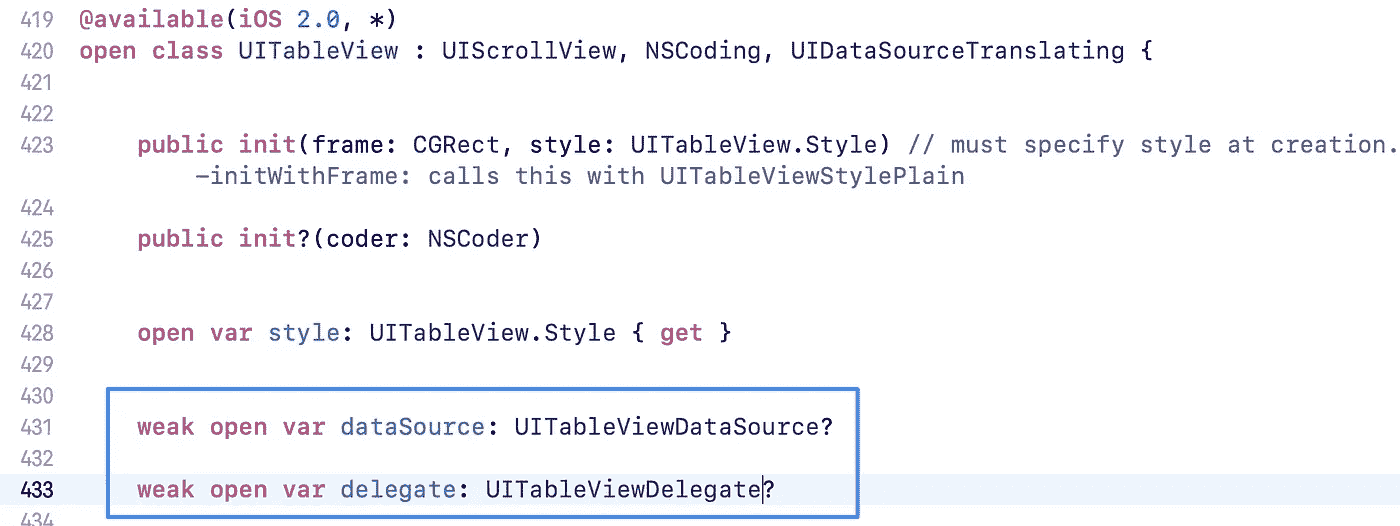 419 @available(iOS 2.0, *)
420 open class UITableView : UIScrollView, NSCoding, UIDataSourceTranslating {
421
422
423 public init(frame: CGRect, style: UITableView.Style) // must specify style at creation.
-initWithFrame: calls this with UITableViewStylePlain
424
425 public init?(coder: NSCoder)
426
427
428 open var style: UITableView.Style { get }
429
430
431 weak open var dataSource: UITableViewDataSource?
432
433 weak open var delegate: UITableViewDelegate?
434